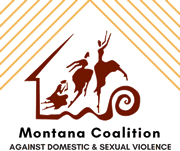 Montana Coalition
AGAINST DOMESTIC & SEXUAL VIOLENCE